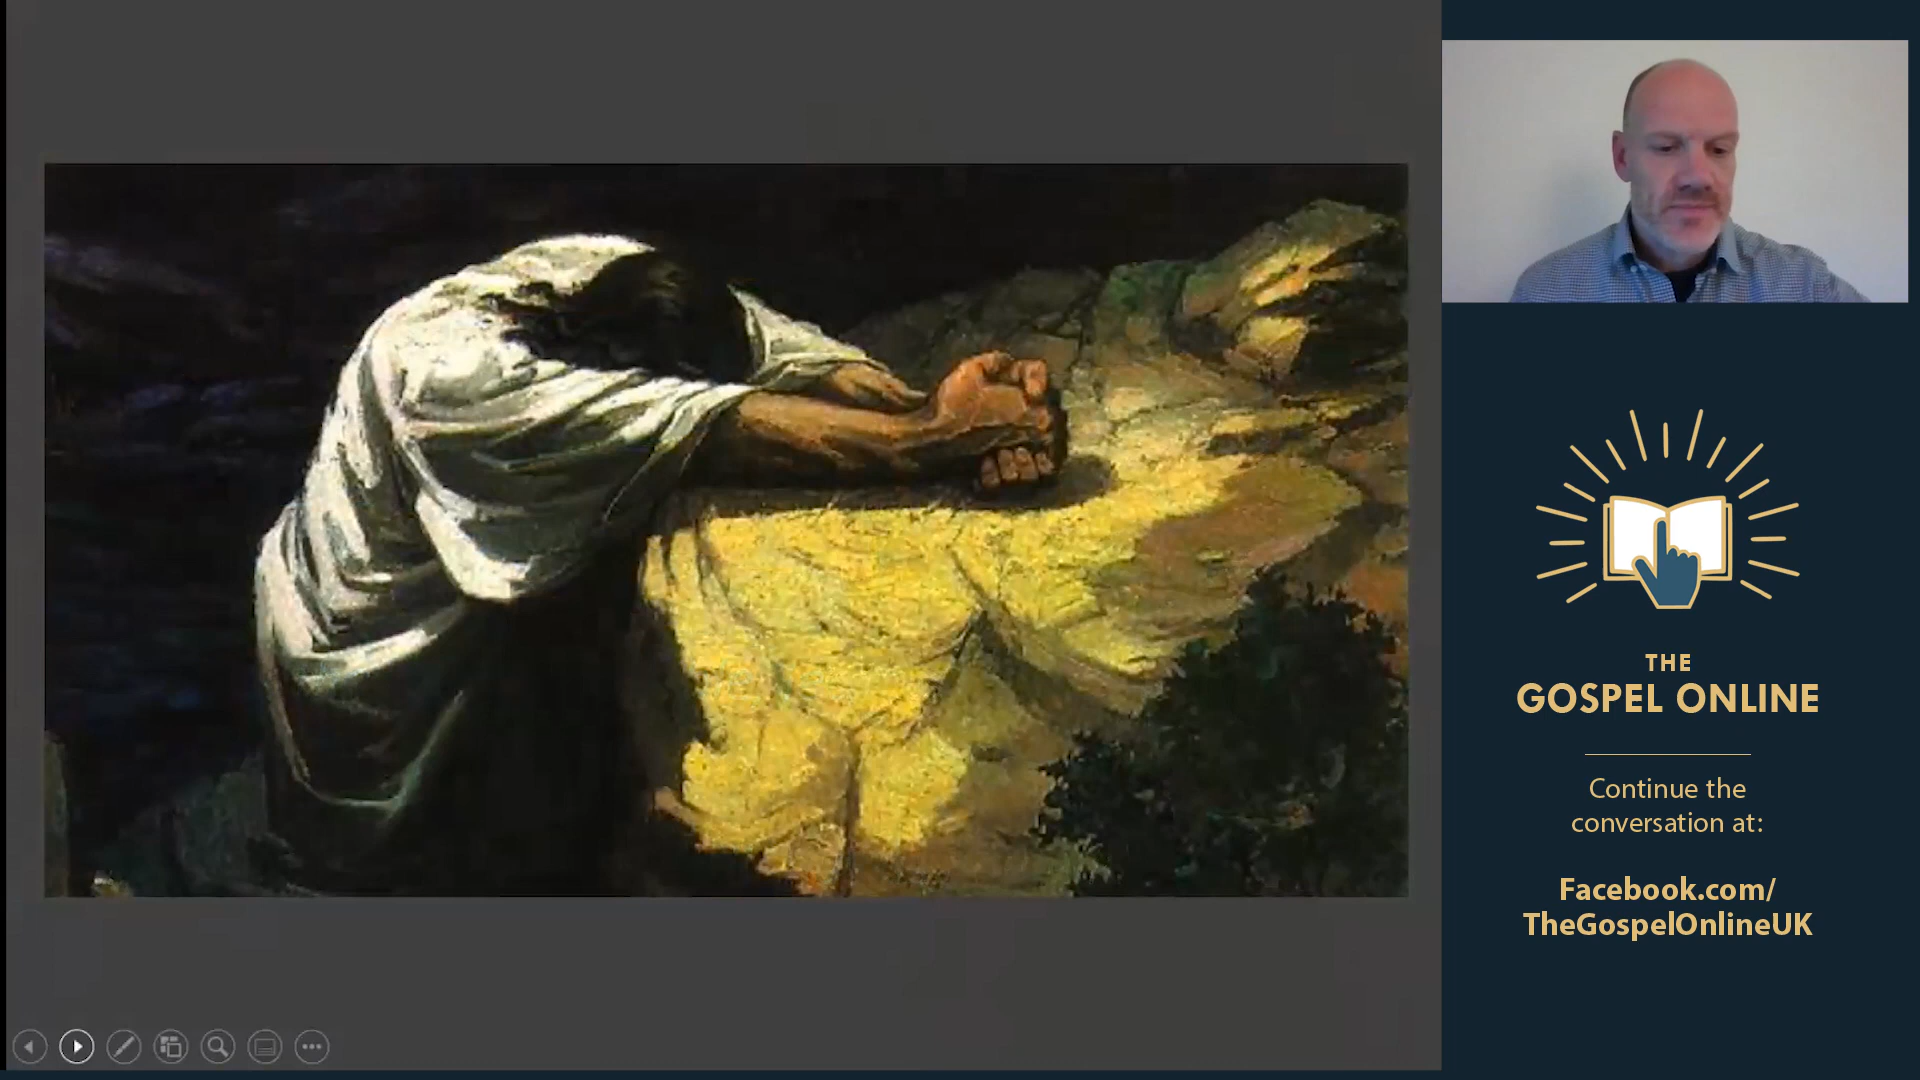 THE
GOSPEL ONLINE
Continue the
conversation at:
Facebook.com/
TheGospelOnlineUK